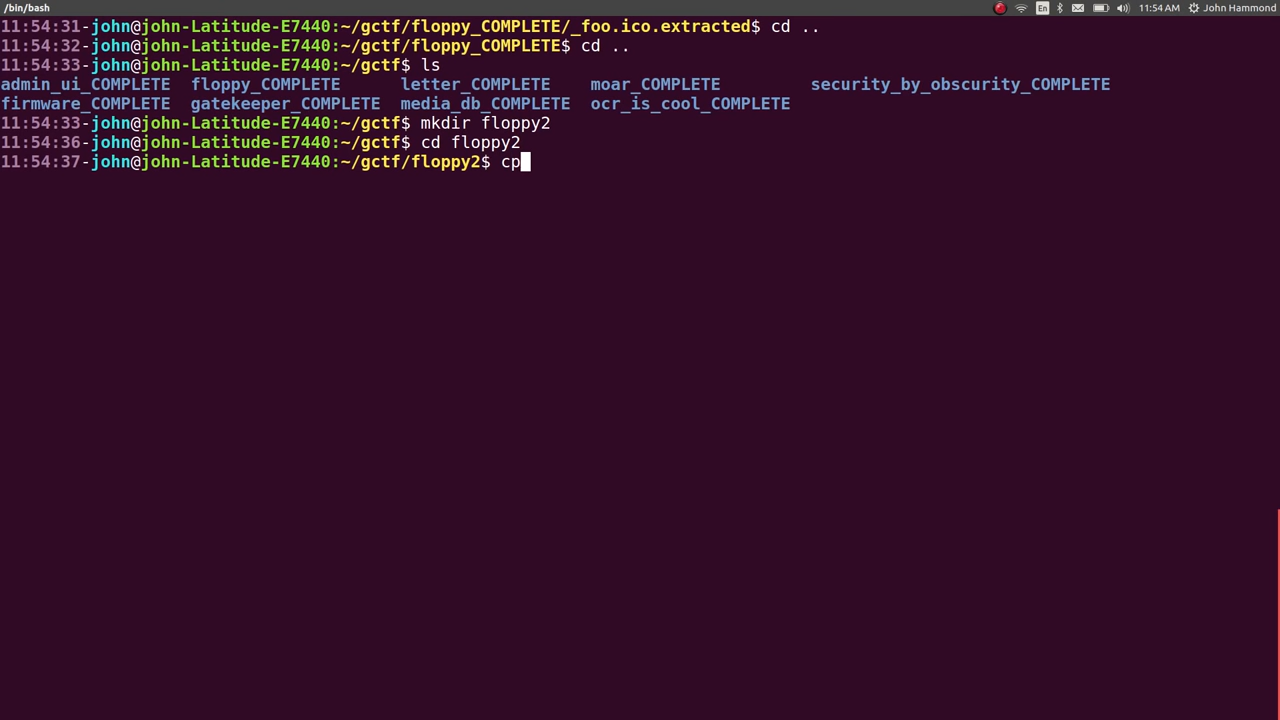 /bin/bash En 11:54 AM John Hammond
11:54:31-john@john-Latitude-E7440:~/gctf/floppy_COMPLETE/_foo.ico.extracted$ cd ..
11:54:32-john@john-Latitude-E7440:~/gctf/floppy_COMPLETE$ cd ..
11:54:33-john@john-Latitude-E7440:~/gctf$ ls
admin_ui_COMPLETE floppy_COMPLETE letter_COMPLETE moar_COMPLETE security_by_obscurity_COMPLETE
firmware_COMPLETE gatekeeper_COMPLETE media_db_COMPLETE ocr_is_cool_COMPLETE
11:54:33-john@john-Latitude-E7440:~/gctf$ mkdir floppy2
11:54:36-john@john-Latitude-E7440:~/gctf$ cd floppy2
11:54:37-john@john-Latitude-E7440:~/gctf/floppy2$ cp